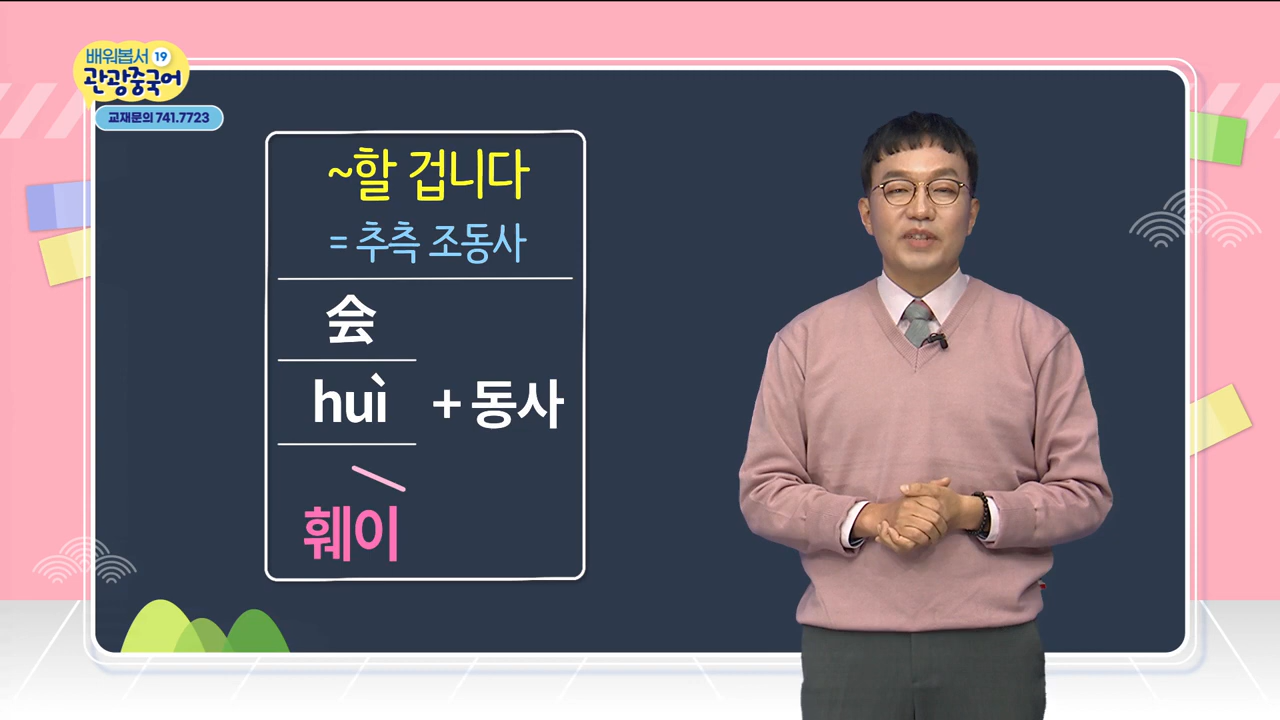 배워봅서 19
관광중국어
교재문의 741.7723
~할 겁니다
= 추측 조동사
会
huì + 동사
훼이